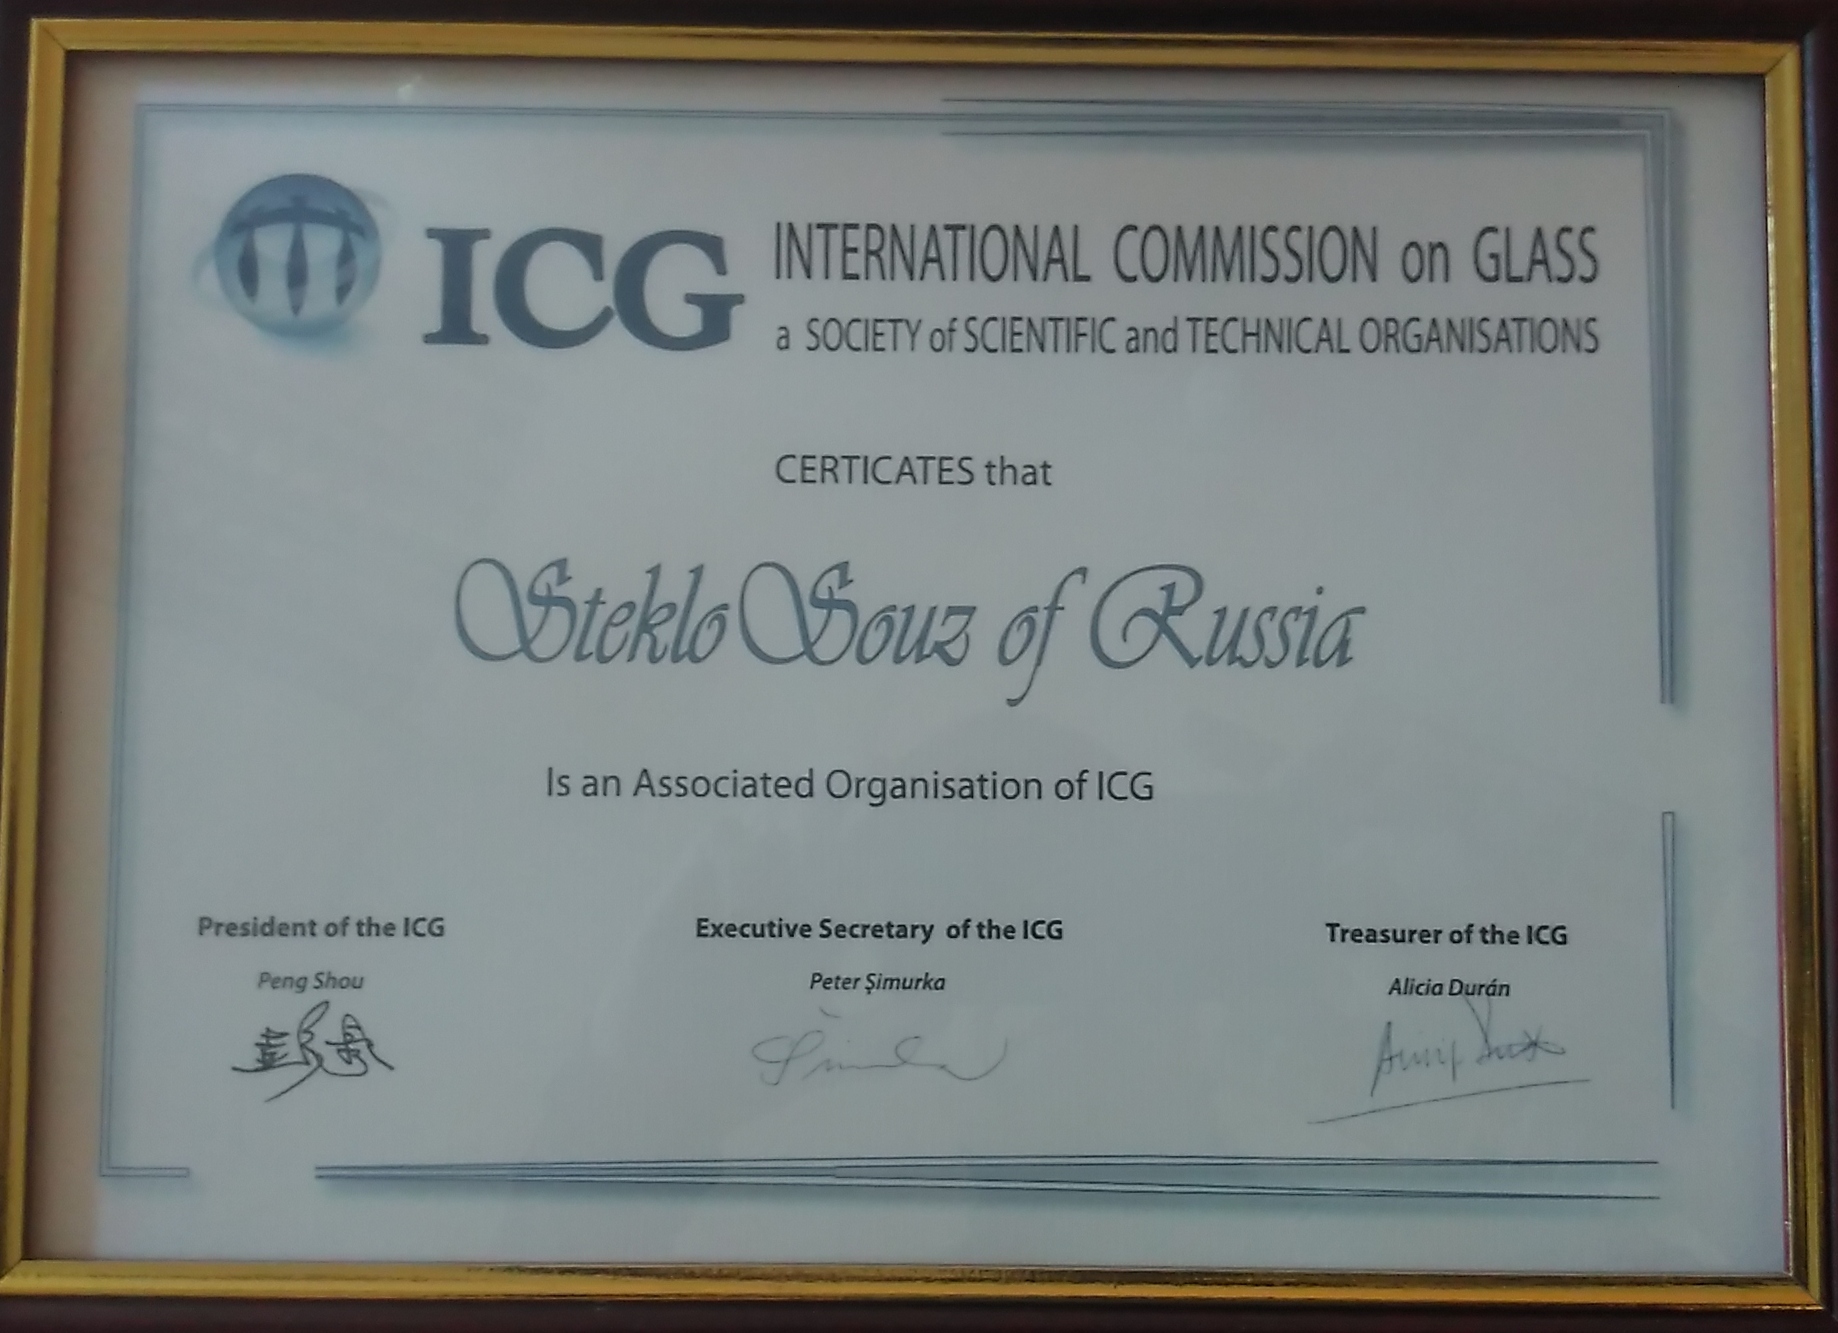 ICG INTERNATIONAL COMMISSION on GLASS
a SOCIETY of SCIENTIFIC and TECHNICAL ORGANISATIONS
CERTICATES that
StekloSouz of Russia
Is an Associated Organisation of ICG
President of the ICG
Peng Shou
Executive Secretary of the ICG
Peter Şimurka
Treasurer of the ICG
Alicia Durán